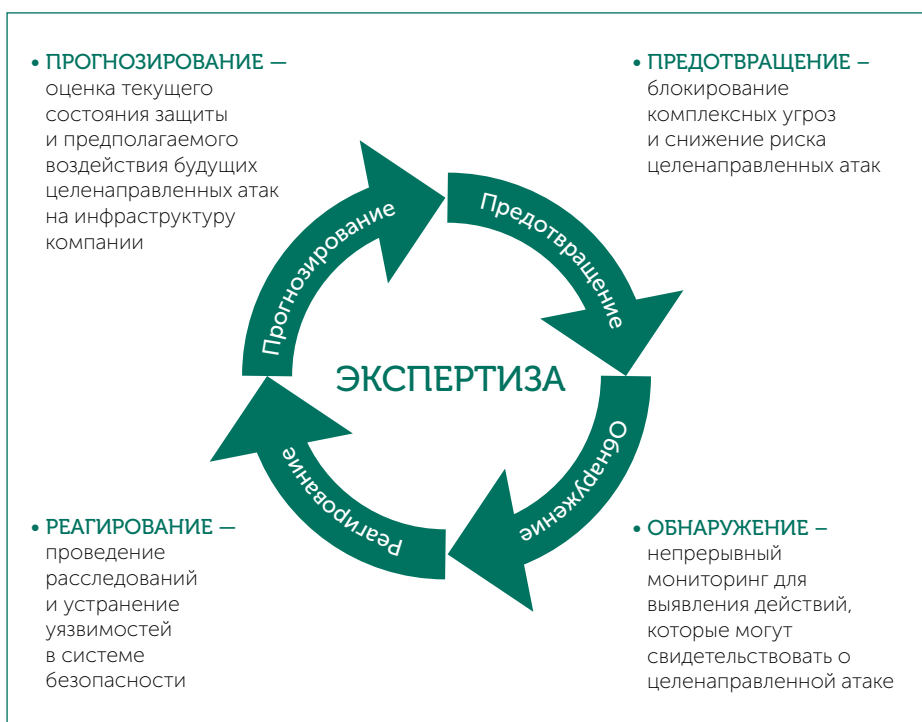 • ПРОГНОЗИРОВАНИЕ —
оценка текущего
состояния защиты
и предполагаемого
воздействия будущих
целенаправленных атак
на инфраструктуру
компании
• ПРЕДОТВРАЩЕНИЕ –
блокирование
комплексных угроз
и снижение риска
целенаправленных атак
Прогнозирование
Предотвращение
ЭКСПЕРТИЗА
Обнаружение
Реагирование
• РЕАГИРОВАНИЕ —
проведение
расследований
и устранение
уязвимостей
в системе
безопасности
• ОБНАРУЖЕНИЕ –
непрерывный
мониторинг для
выявления действий,
которые могут
свидетельствовать о
целенаправленной атаке